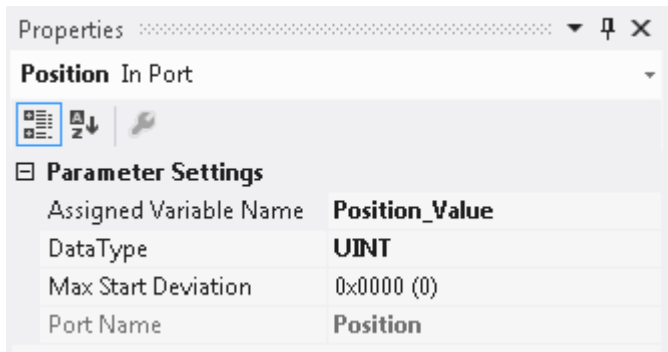 Properties
Position In Port
Parameter Settings
Assigned Variable Name Position_Value
DataType UINT
Max Start Deviation 0x0000 (0)
Port Name Position